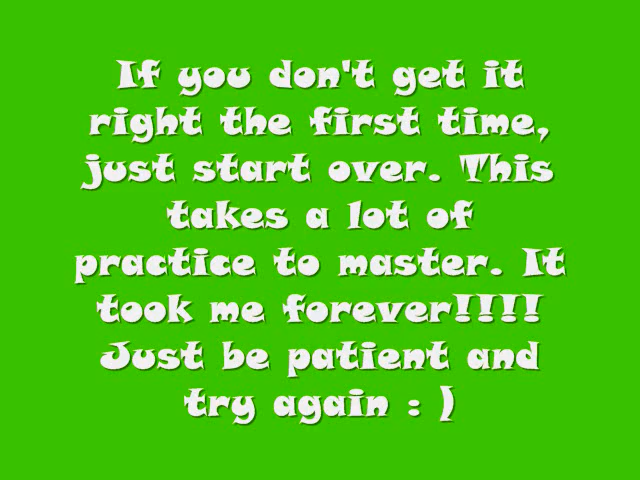 If you don't get it
right the first time,
just start over. This
takes a lot of
practice to master. It
took me forever!!!!
Just be patient and
try again : )